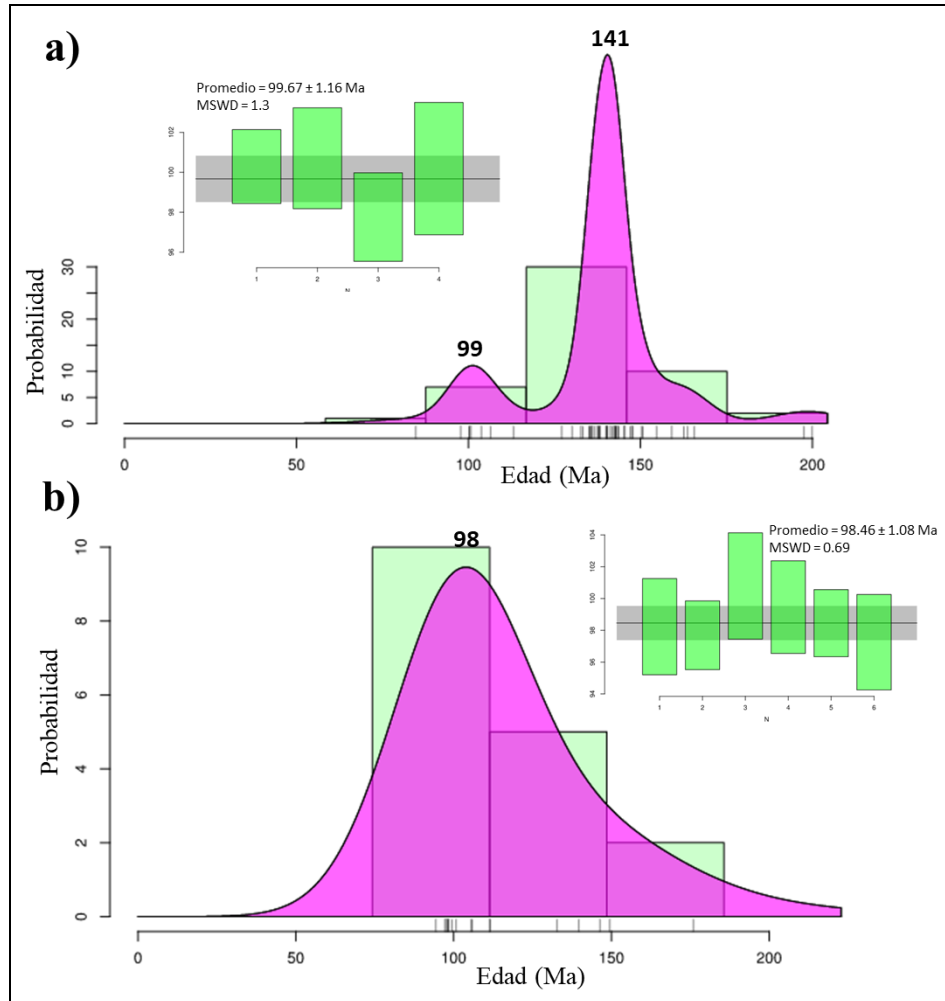 a)
141
Promedio = 99.67 ± 1.16 Ma
MSWD = 1.3
102
100
98
96
1 2 3 4
N
99
Probabilidad
30
20
10
5
0
0 50 100 150 200
Edad (Ma)
b)
98
Promedio = 98.46 ± 1.08 Ma
MSWD = 0.69
104
102
100
98
96
94
1 2 3 4 5 6
N
Probabilidad
10
8
6
4
2
0
0 50 100 150 200
Edad (Ma)